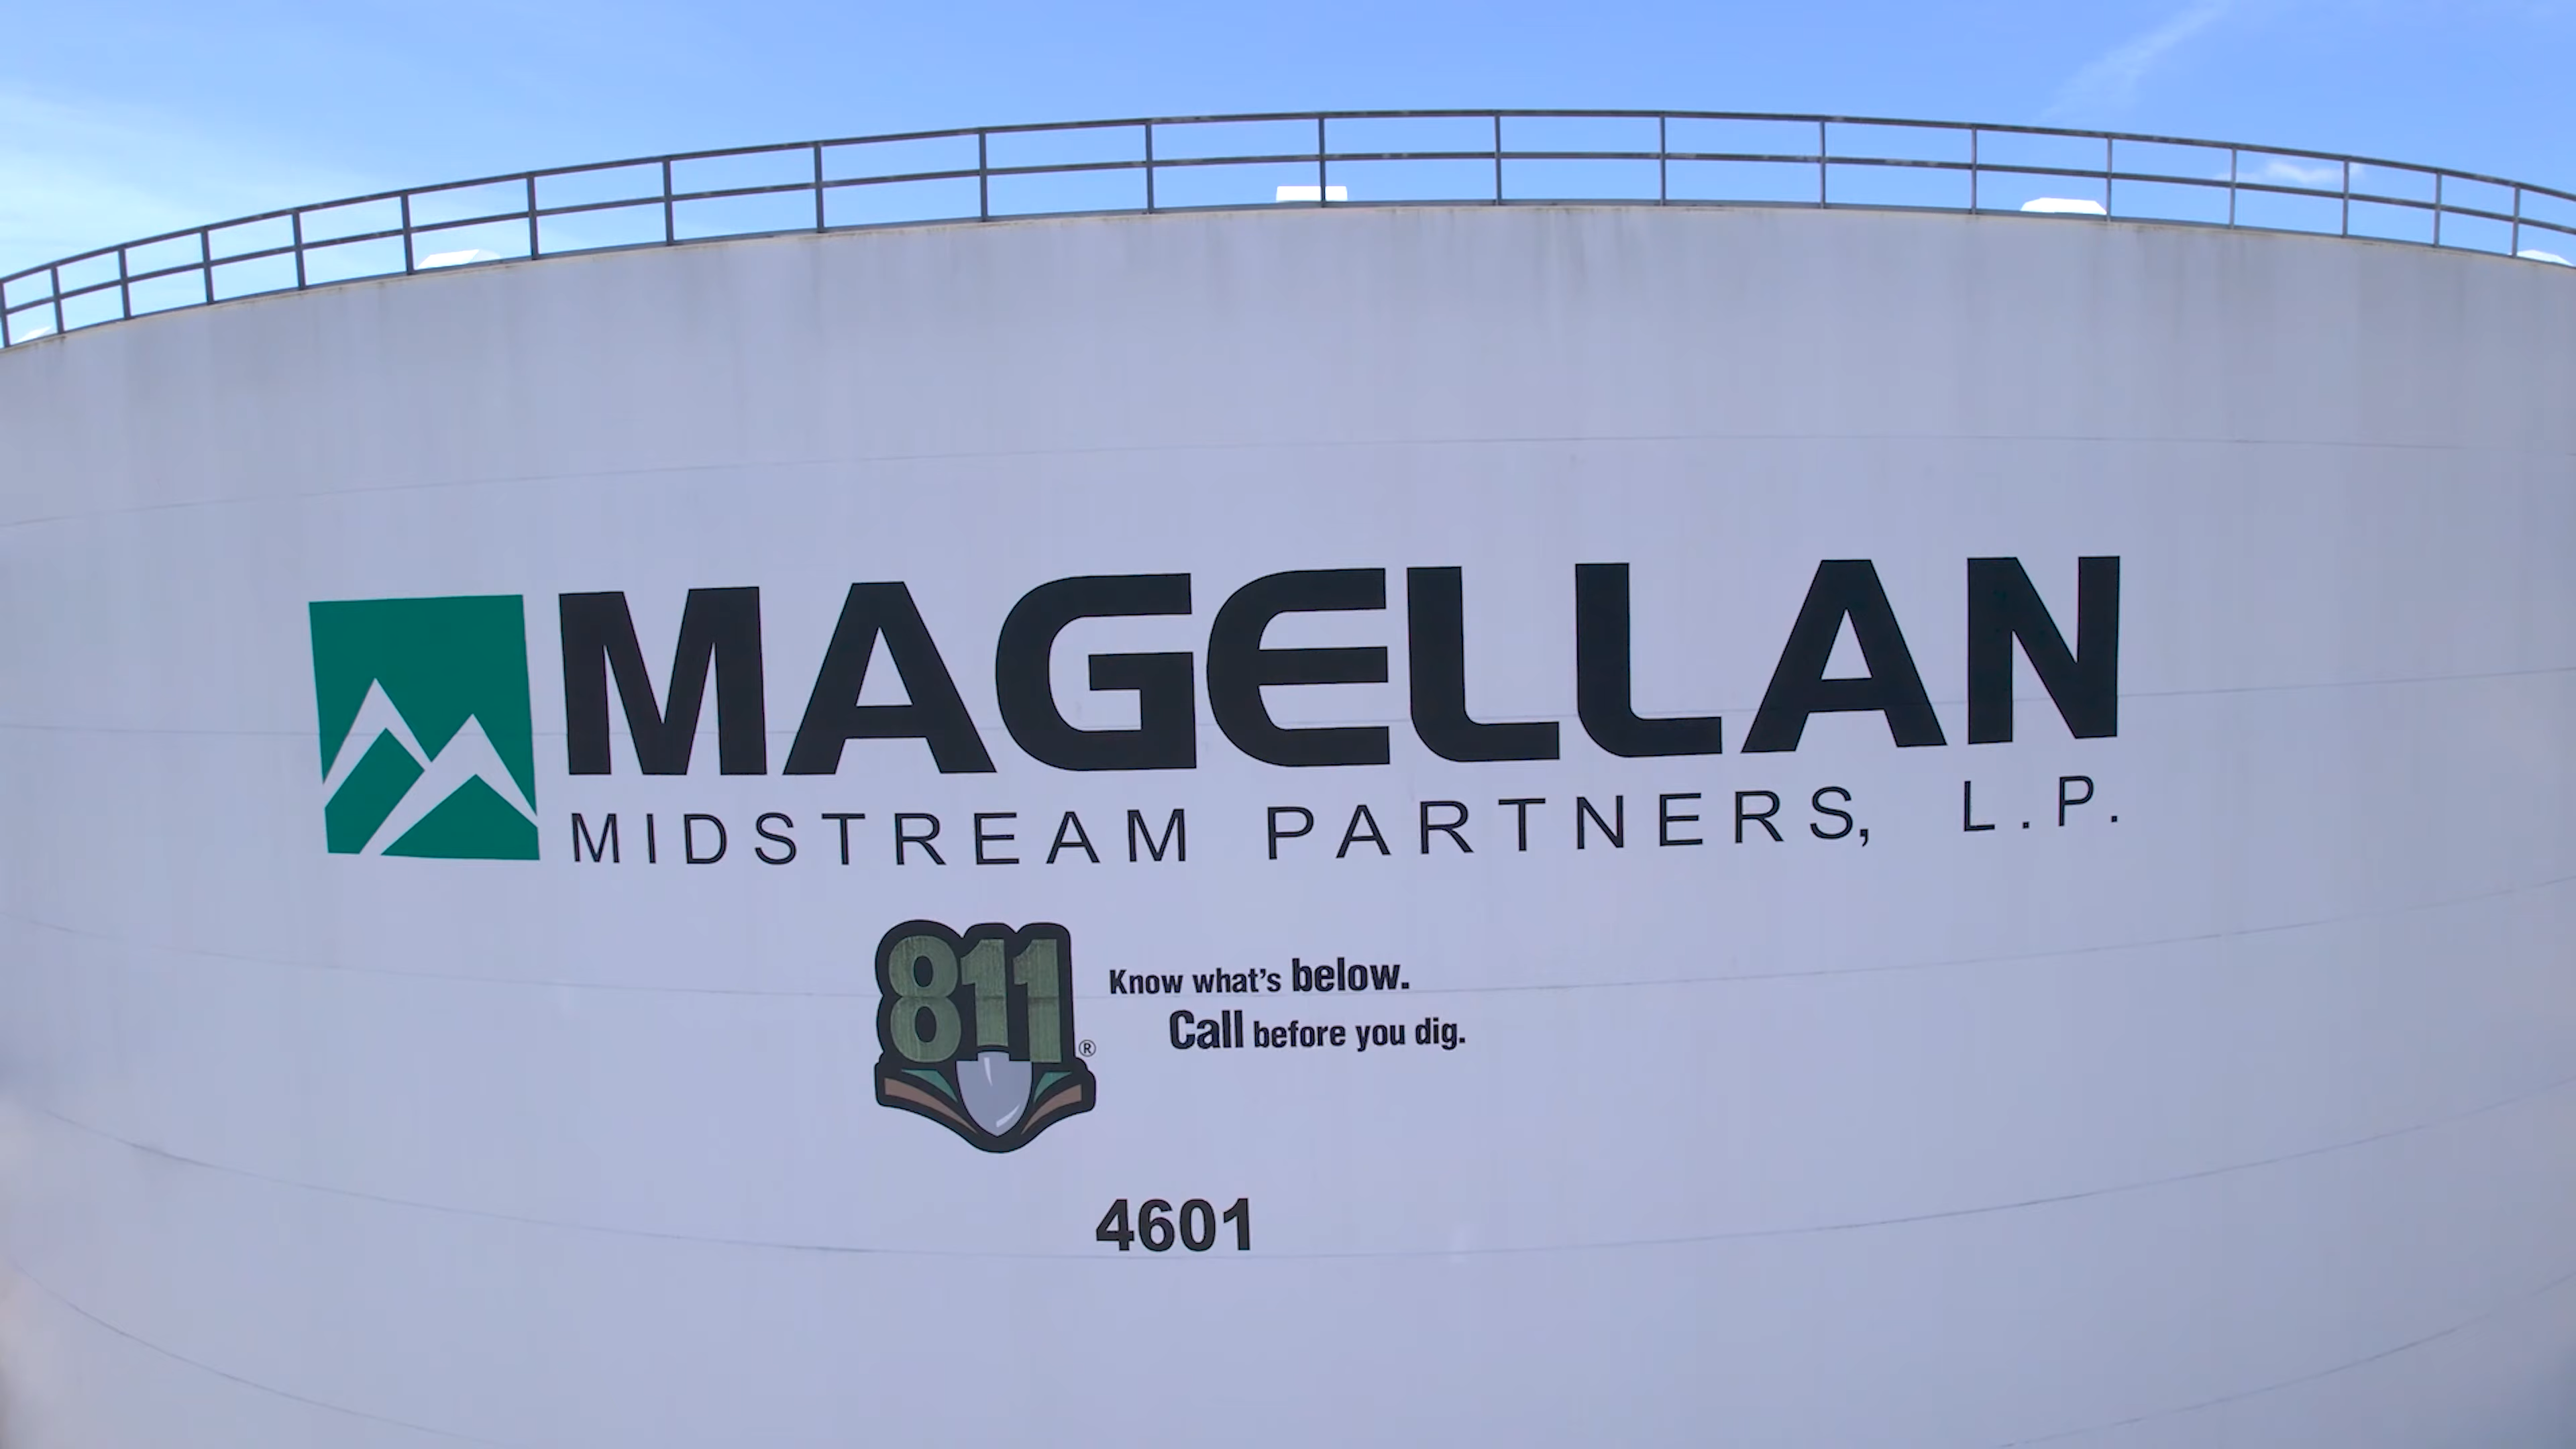 MAGELLAN
MIDSTREAM PARTNERS, L.P.
811®
Know what's below.
Call before you dig.
4601